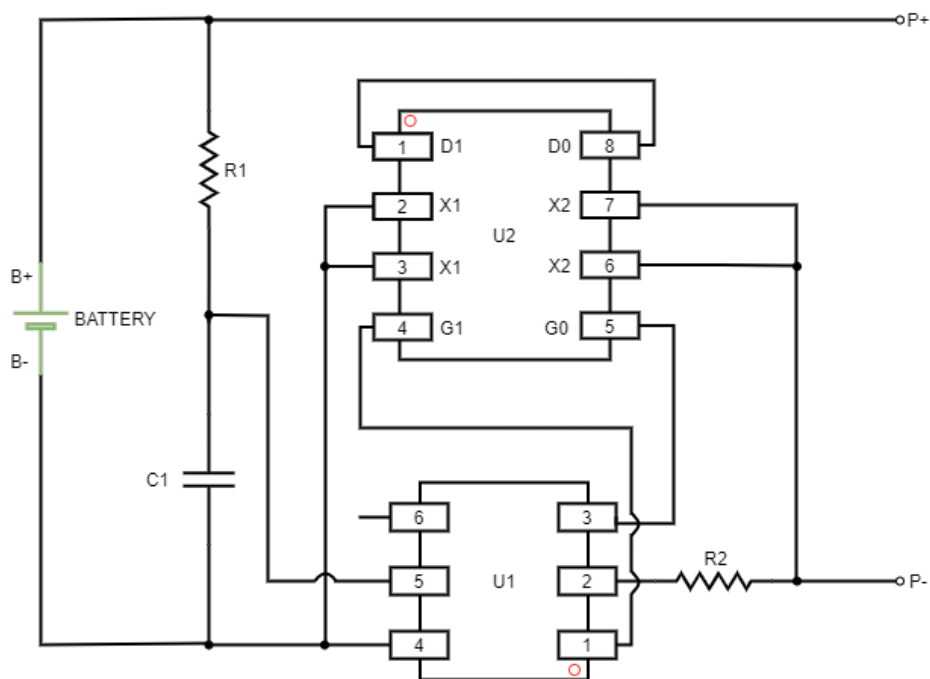 P+
1 D1 D0 8
R1
2 X1 X2 7
U2
3 X1 X2 6
B+
BATTERY
4 G1 G0 5
B-
C1
6 3
R2
5 U1 2
P-
4 1